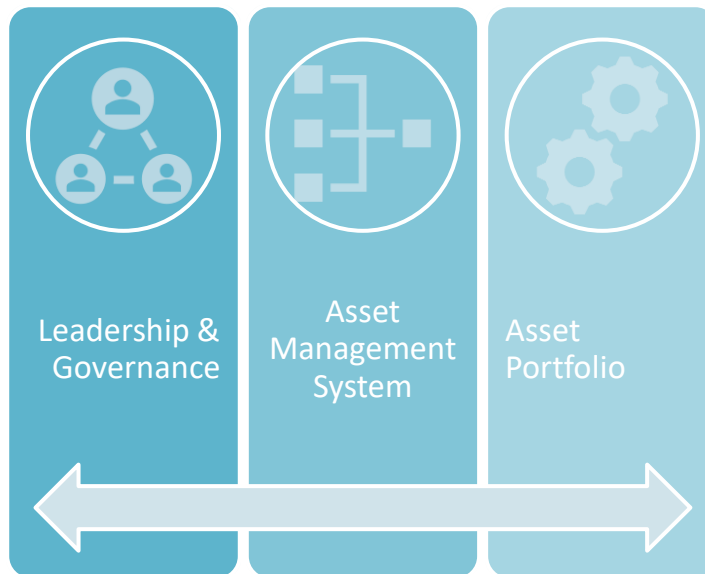 Leadership &
Governance
Asset
Management
System
Asset
Portfolio